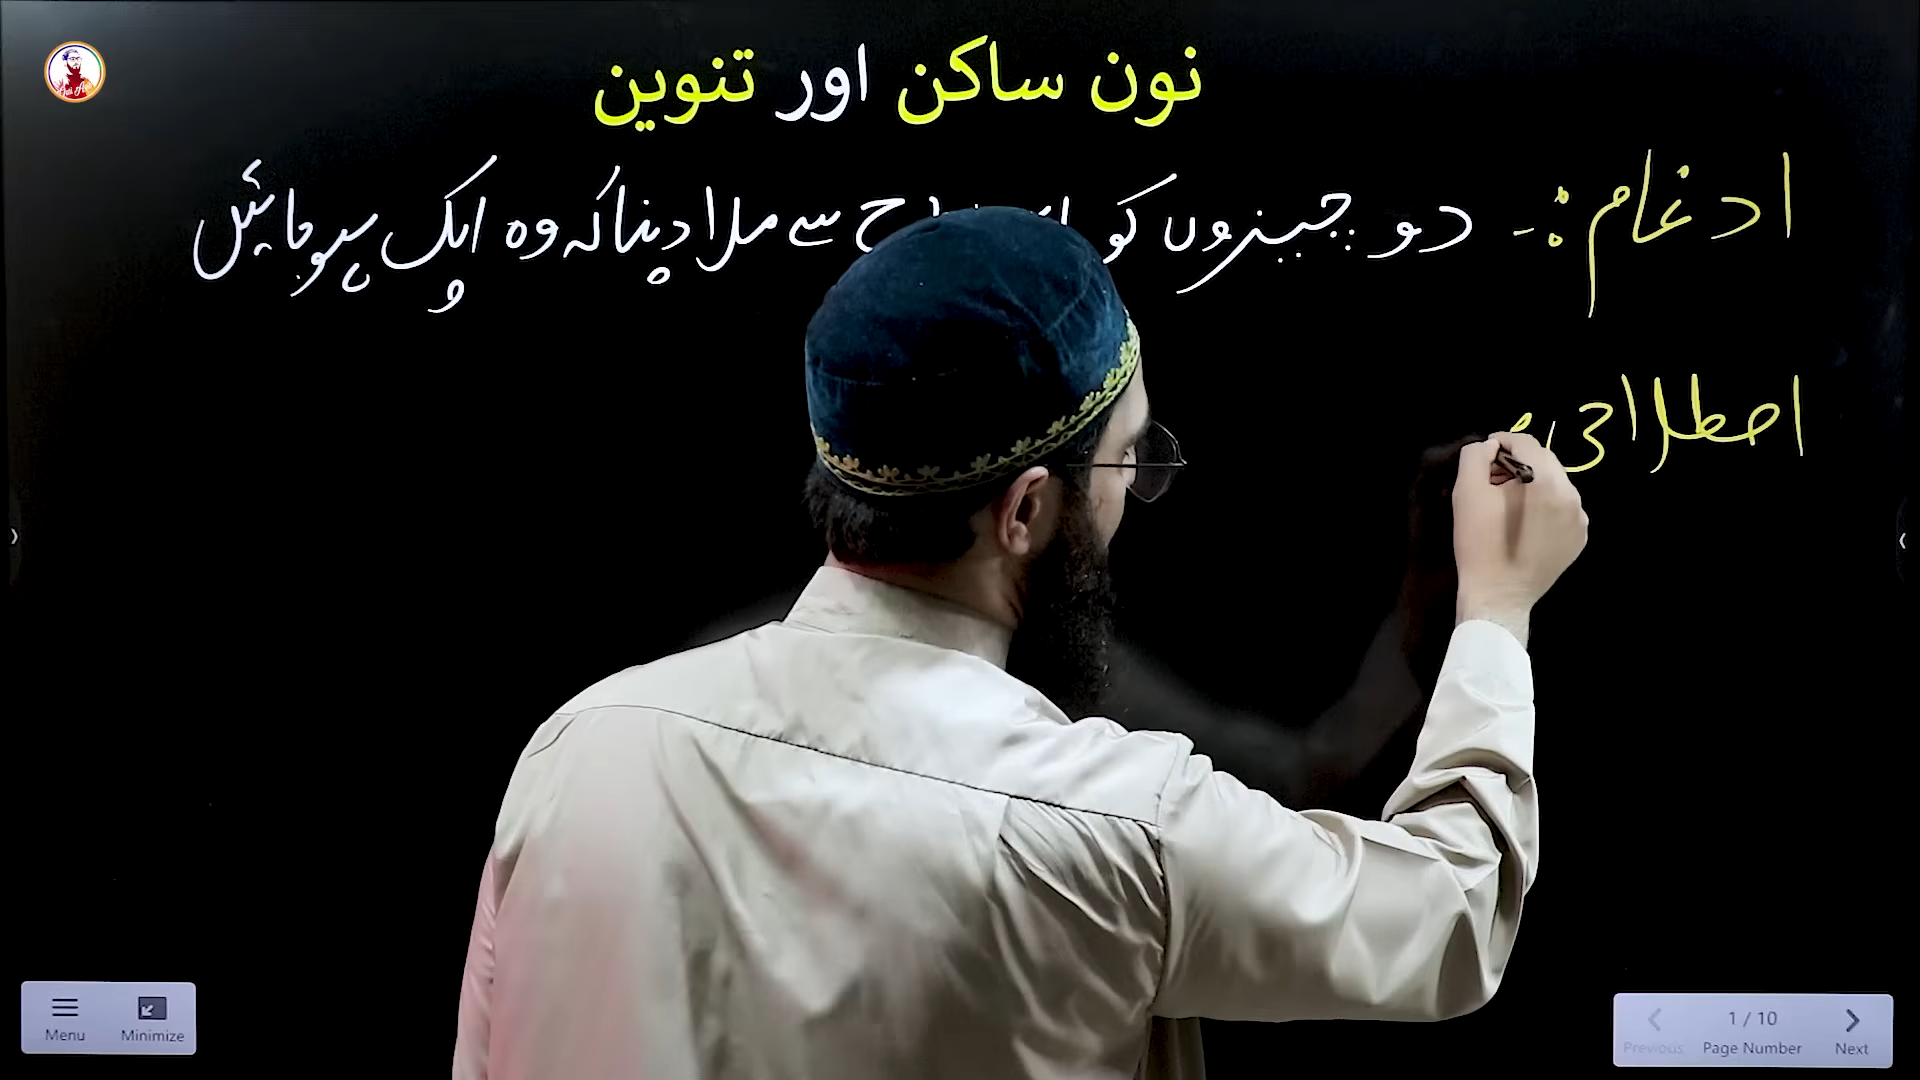 نون ساکن اور تنوین
ادغام :- دو چیزوں کو سے ملا دینا کہ وہ ایک ہو جائیں
اصطلاحی
Menu
Minimize
1 / 10
Previous
Page Number
Next